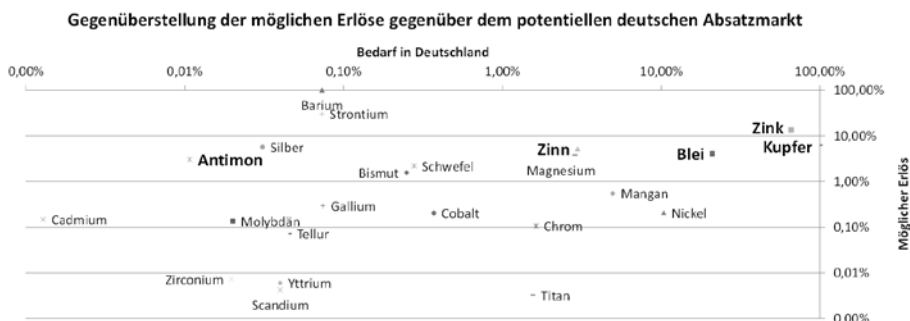 Gegenüberstellung der möglichen Erlöse gegenüber dem potentiellen deutschen Absatzmarkt
Bedarf in Deutschland
0,00% 0,01% 0,10% 1,00% 10,00% 100,00%
100,00%
Barium
Strontium
Zink
10,00%
Silber
Zinn
Blei
Kupfer
Antimon
Bismut
Schwefel
Magnesium
1,00%
Mangan
Gallium
Cadmium
Molybdän
Cobalt
Nickel
Chrom
0,10%
Tellur
Zirconium
Yttrium
0,01%
Scandium
Titan
0,00%
Möglicher Erlös